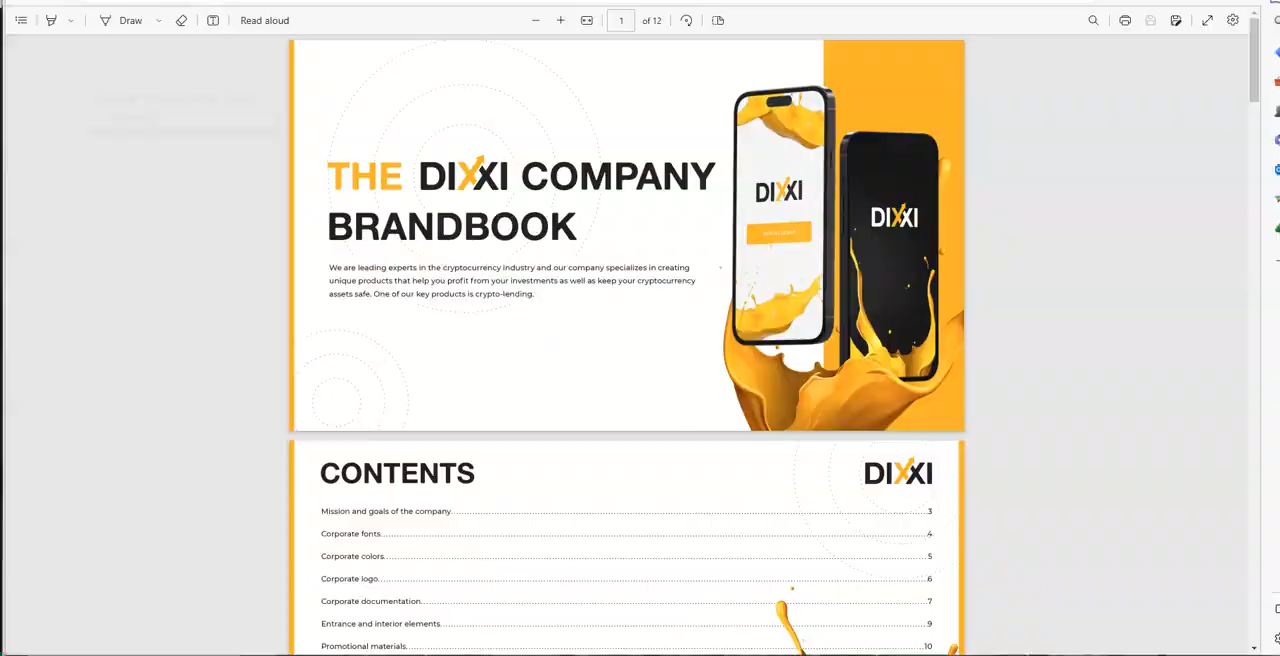 Draw
Read aloud
1 of 12
THE DIXXI COMPANY
BRANDBOOK
We are leading experts in the cryptocurrency industry and our company specializes in creating
unique products that help you profit from your investments as well as keep your cryptocurrency
assets safe. One of our key products is crypto-lending.
DIXXI
DIXXI
CONTENTS
DIXXI
Mission and goals of the company 3
Corporate fonts 4
Corporate colors 5
Corporate logo 6
Corporate documentation 7
Entrance and interior elements 9
Promotional materials 10